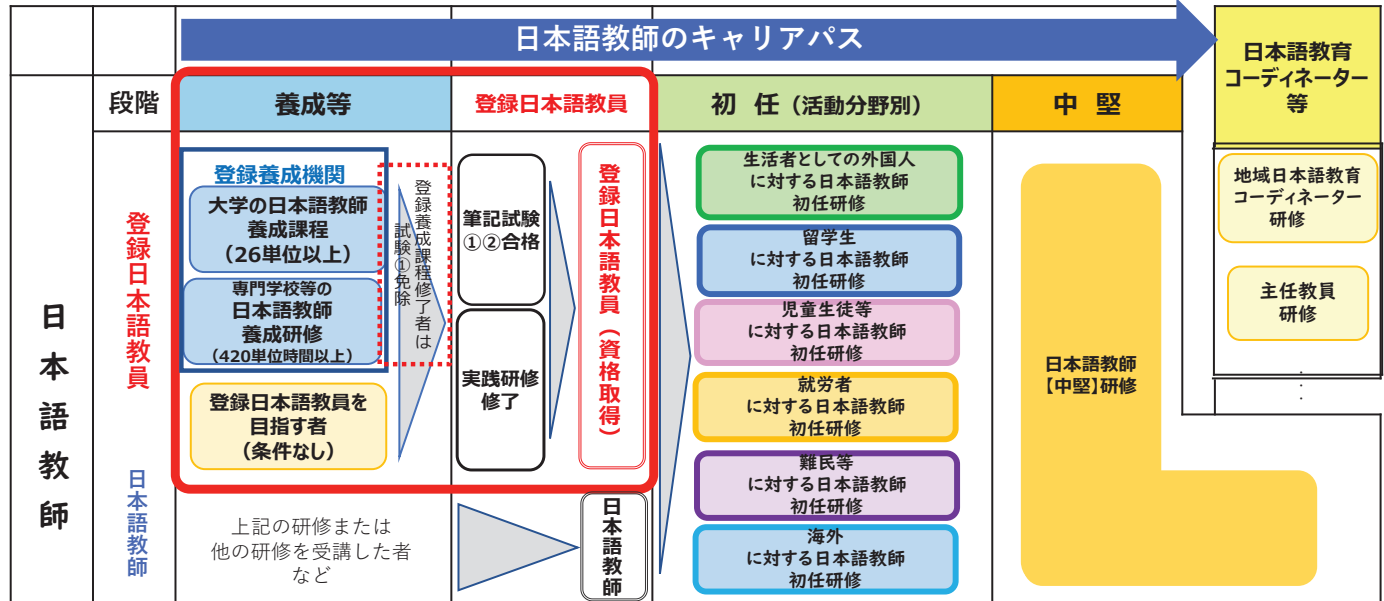 日本語教師のキャリアパス
日本語教育
コーディネーター
等
段階
養成等
登録日本語教員
初 任（活動分野別）
中 堅
日本語教師
登録日本語教員
日本語教師
登録養成機関
大学の日本語教師
養成課程
（26単位以上）
専門学校等の
日本語教師
養成研修
（420単位時間以上）
登録日本語教員を
目指す者
（条件なし）
登録養成課程修了者は
試験①免除
筆記試験
①②合格
実践研修
修了
登録日本語教員（資格取得）
上記の研修または
他の研修を受講した者
など
日本語教師
生活者としての外国人
に対する日本語教師
初任研修
留学生
に対する日本語教師
初任研修
児童生徒等
に対する日本語教師
初任研修
就労者
に対する日本語教師
初任研修
難民等
に対する日本語教師
初任研修
海外
に対する日本語教師
初任研修
日本語教師
【中堅】研修
地域日本語教育
コーディネーター
研修
主任教員
研修
：